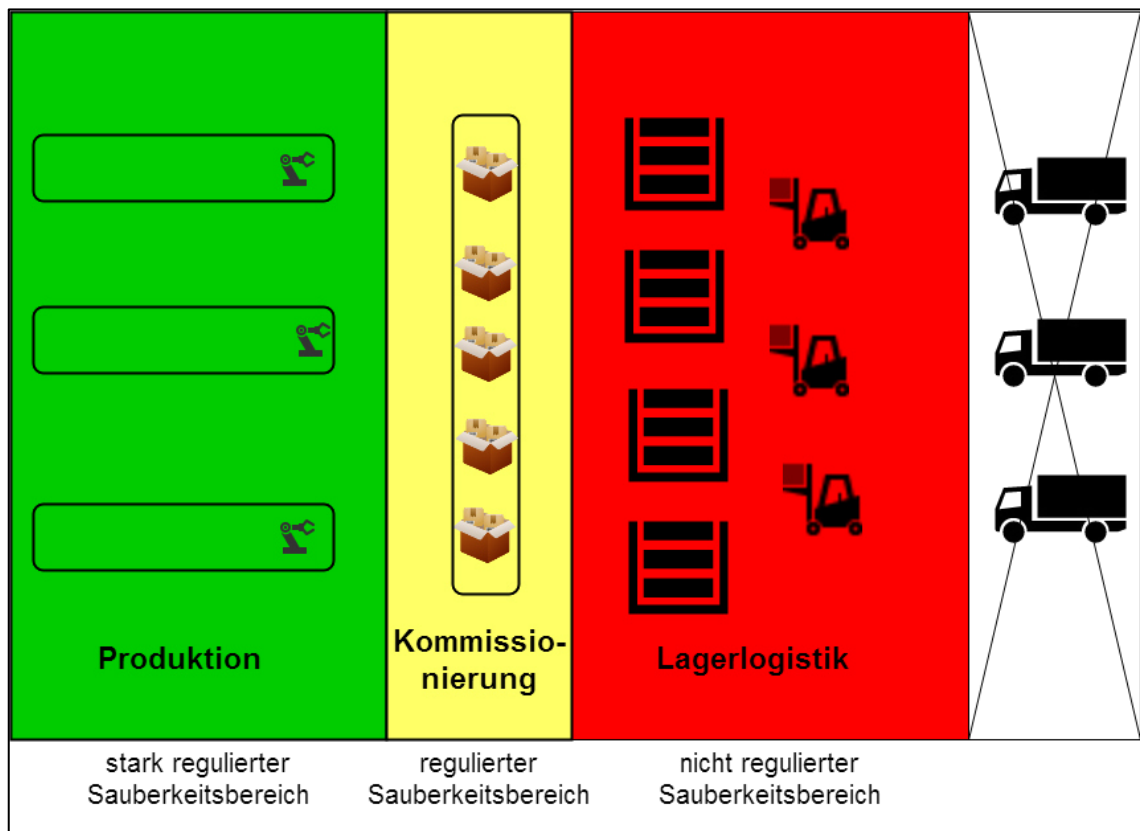 Produktion
Kommissio-
nierung
Lagerlogistik
stark regulierter
Sauberkeitsbereich
regulierter
Sauberkeitsbereich
nicht regulierter
Sauberkeitsbereich